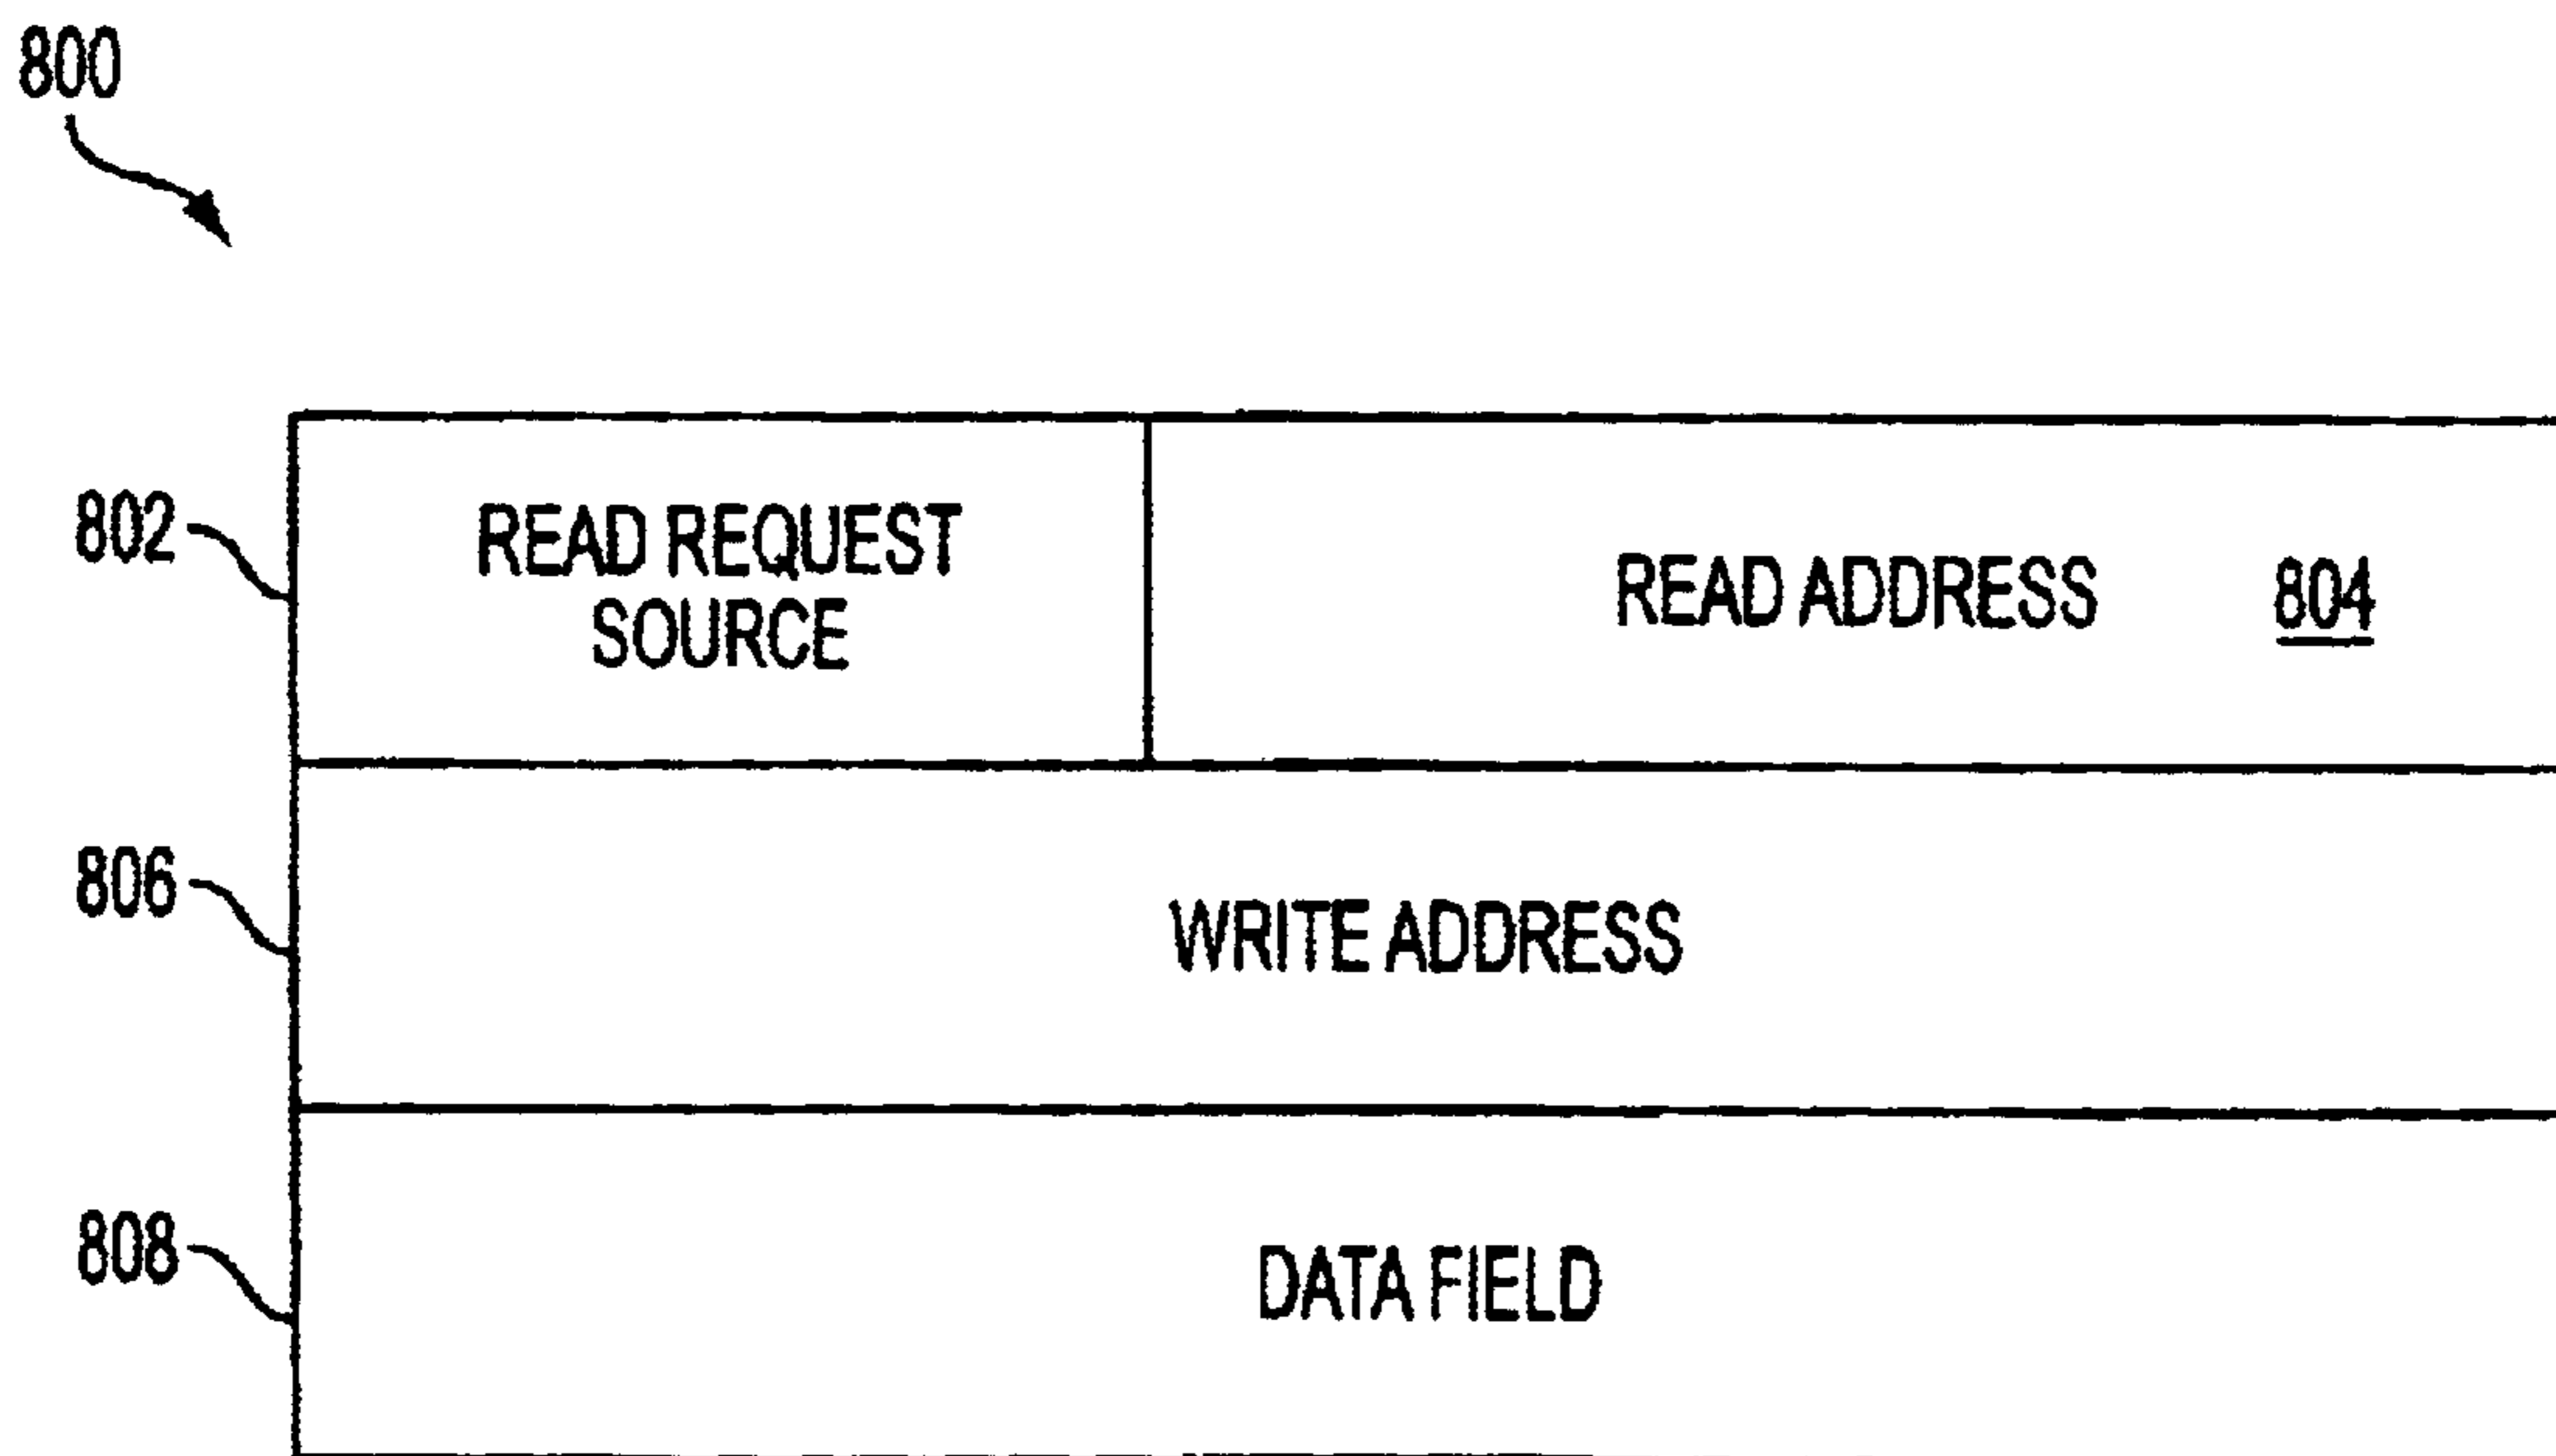 800
802
READ REQUEST
SOURCE
READ ADDRESS 804
806
WRITE ADDRESS
808
DATA FIELD